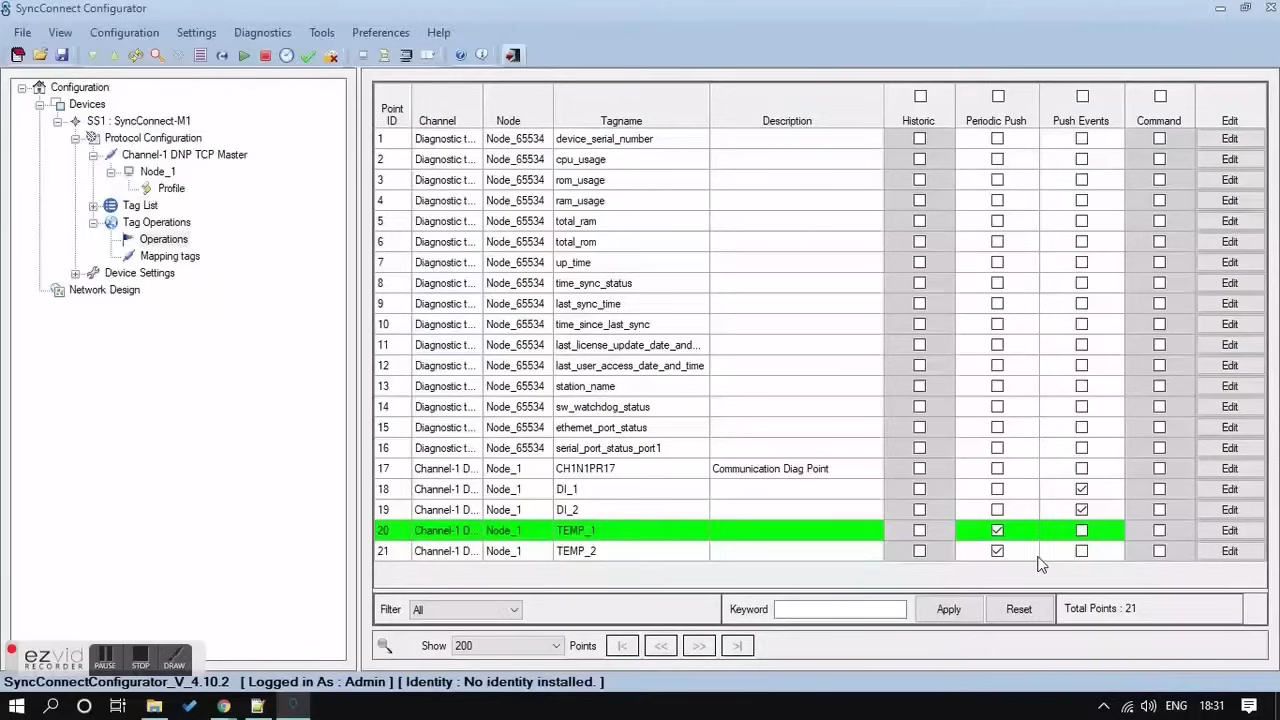 SyncConnect Configurator
File View Configuration Settings Diagnostics Tools Preferences Help
Configuration
Devices
SS1 : SyncConnect-M1
Protocol Configuration
Channel-1 DNP TCP Master
Node_1
Profile
Tag List
Tag Operations
Operations
Mapping tags
Device Settings
Network Design
Point ID Channel Node Tagname Description Historic Periodic Push Push Events Command Edit
1 Diagnostic t... Node_65534 device_serial_number Edit
2 Diagnostic t... Node_65534 cpu_usage Edit
3 Diagnostic t... Node_65534 rom_usage Edit
4 Diagnostic t... Node_65534 ram_usage Edit
5 Diagnostic t... Node_65534 total_ram Edit
6 Diagnostic t... Node_65534 total_rom Edit
7 Diagnostic t... Node_65534 up_time Edit
8 Diagnostic t... Node_65534 time_sync_status Edit
9 Diagnostic t... Node_65534 last_sync_time Edit
10 Diagnostic t... Node_65534 time_since_last_sync Edit
11 Diagnostic t... Node_65534 last_license_update_date_and... Edit
12 Diagnostic t... Node_65534 last_user_access_date_and_time Edit
13 Diagnostic t... Node_65534 station_name Edit
14 Diagnostic t... Node_65534 sw_watchdog_status Edit
15 Diagnostic t... Node_65534 ethernet_port_status Edit
16 Diagnostic t... Node_65534 serial_port_status_port1 Edit
17 Channel-1 D... Node_1 CH1N1PR17 Communication Diag Point Edit
18 Channel-1 D... Node_1 DI_1 Edit
19 Channel-1 D... Node_1 DI_2 Edit
20 Channel-1 D... Node_1 TEMP_1 Edit
21 Channel-1 D... Node_1 TEMP_2 Edit
Filter All Keyword Apply Reset Total Points : 21
Show 200 Points |< << >> >|
ezvid
RECORDER PAUSE STOP DRAW
SyncConnectConfigurator_V_4.10.2 [ Logged in As : Admin ] [ Identity : No identity installed. ]
ENG 18:31